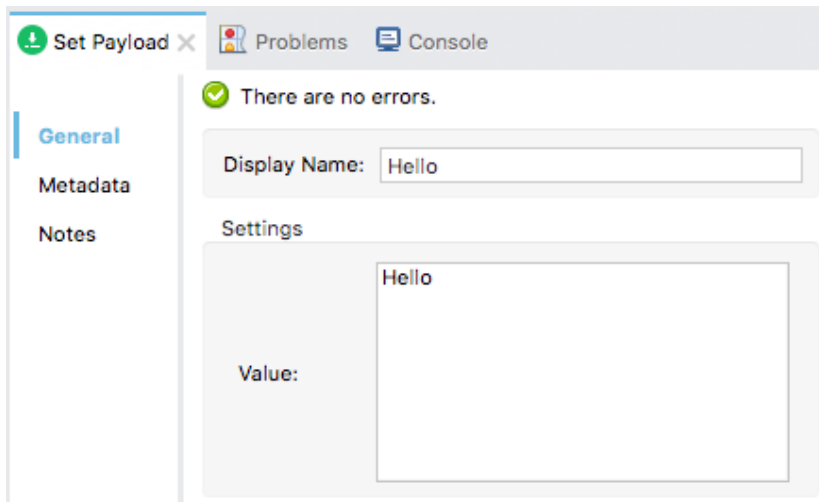 Set Payload Problems Console
There are no errors.
General
Display Name: Hello
Metadata
Notes
Settings
Hello
Value: